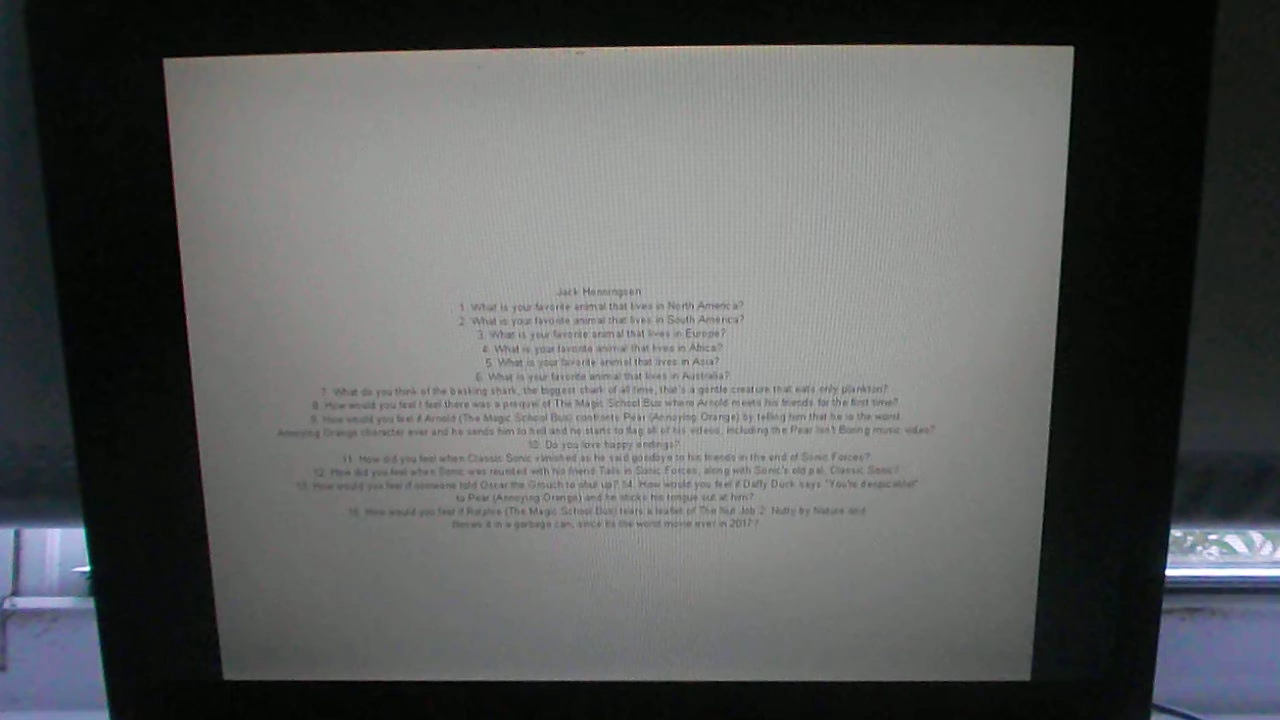 Jack Henningsen
1. What is your favorite animal that lives in North America?
2. What is your favorite animal that lives in South America?
3. What is your favorite animal that lives in Europe?
4. What is your favorite animal that lives in Africa?
5. What is your favorite animal that lives in Asia?
6. What is your favorite animal that lives in Australia?
7. What do you think of the basking shark, the biggest shark of all time, that's a gentle creature that eats only plankton?
8. How would you feel I feel there was a prequel of The Magic School Bus where Arnold meets his friends for the first time?
9. How would you feel if Arnold (The Magic School Bus) confronts Pear (Annoying Orange) by telling him that he is the worst
Annoying Orange character ever and he sends him to hell and he starts to flag all of his videos, including the Pear Isn't Boring music video?
10. Do you love happy endings?
11. How did you feel when Classic Sonic vanished as he said goodbye to his friends in the end of Sonic Forces?
12. How did you feel when Sonic was reunited with his friend Tails in Sonic Forces, along with Sonic's old pal, Classic Sonic?
13. How would you feel if someone told Oscar the Grouch to shut up? 14. How would you feel if Daffy Duck says "You're despicable"
to Pear (Annoying Orange) and he sticks his tongue out at him?
15. How would you feel if Ralphie (The Magic School Bus) tears a leaflet of The Nut Job 2: Nutty by Nature and
throws it in a garbage can, since its the worst movie ever in 2017?